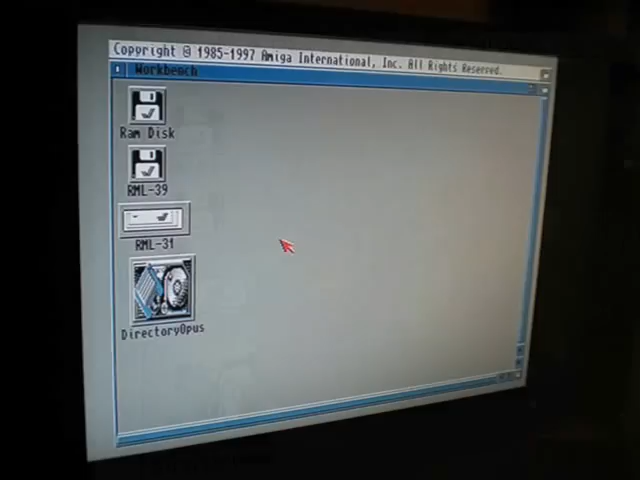 Copyright © 1985-1997 Amiga International, Inc. All Rights Reserved.
Workbench
Ram Disk
RML-39
RML-31
DirectoryOpus